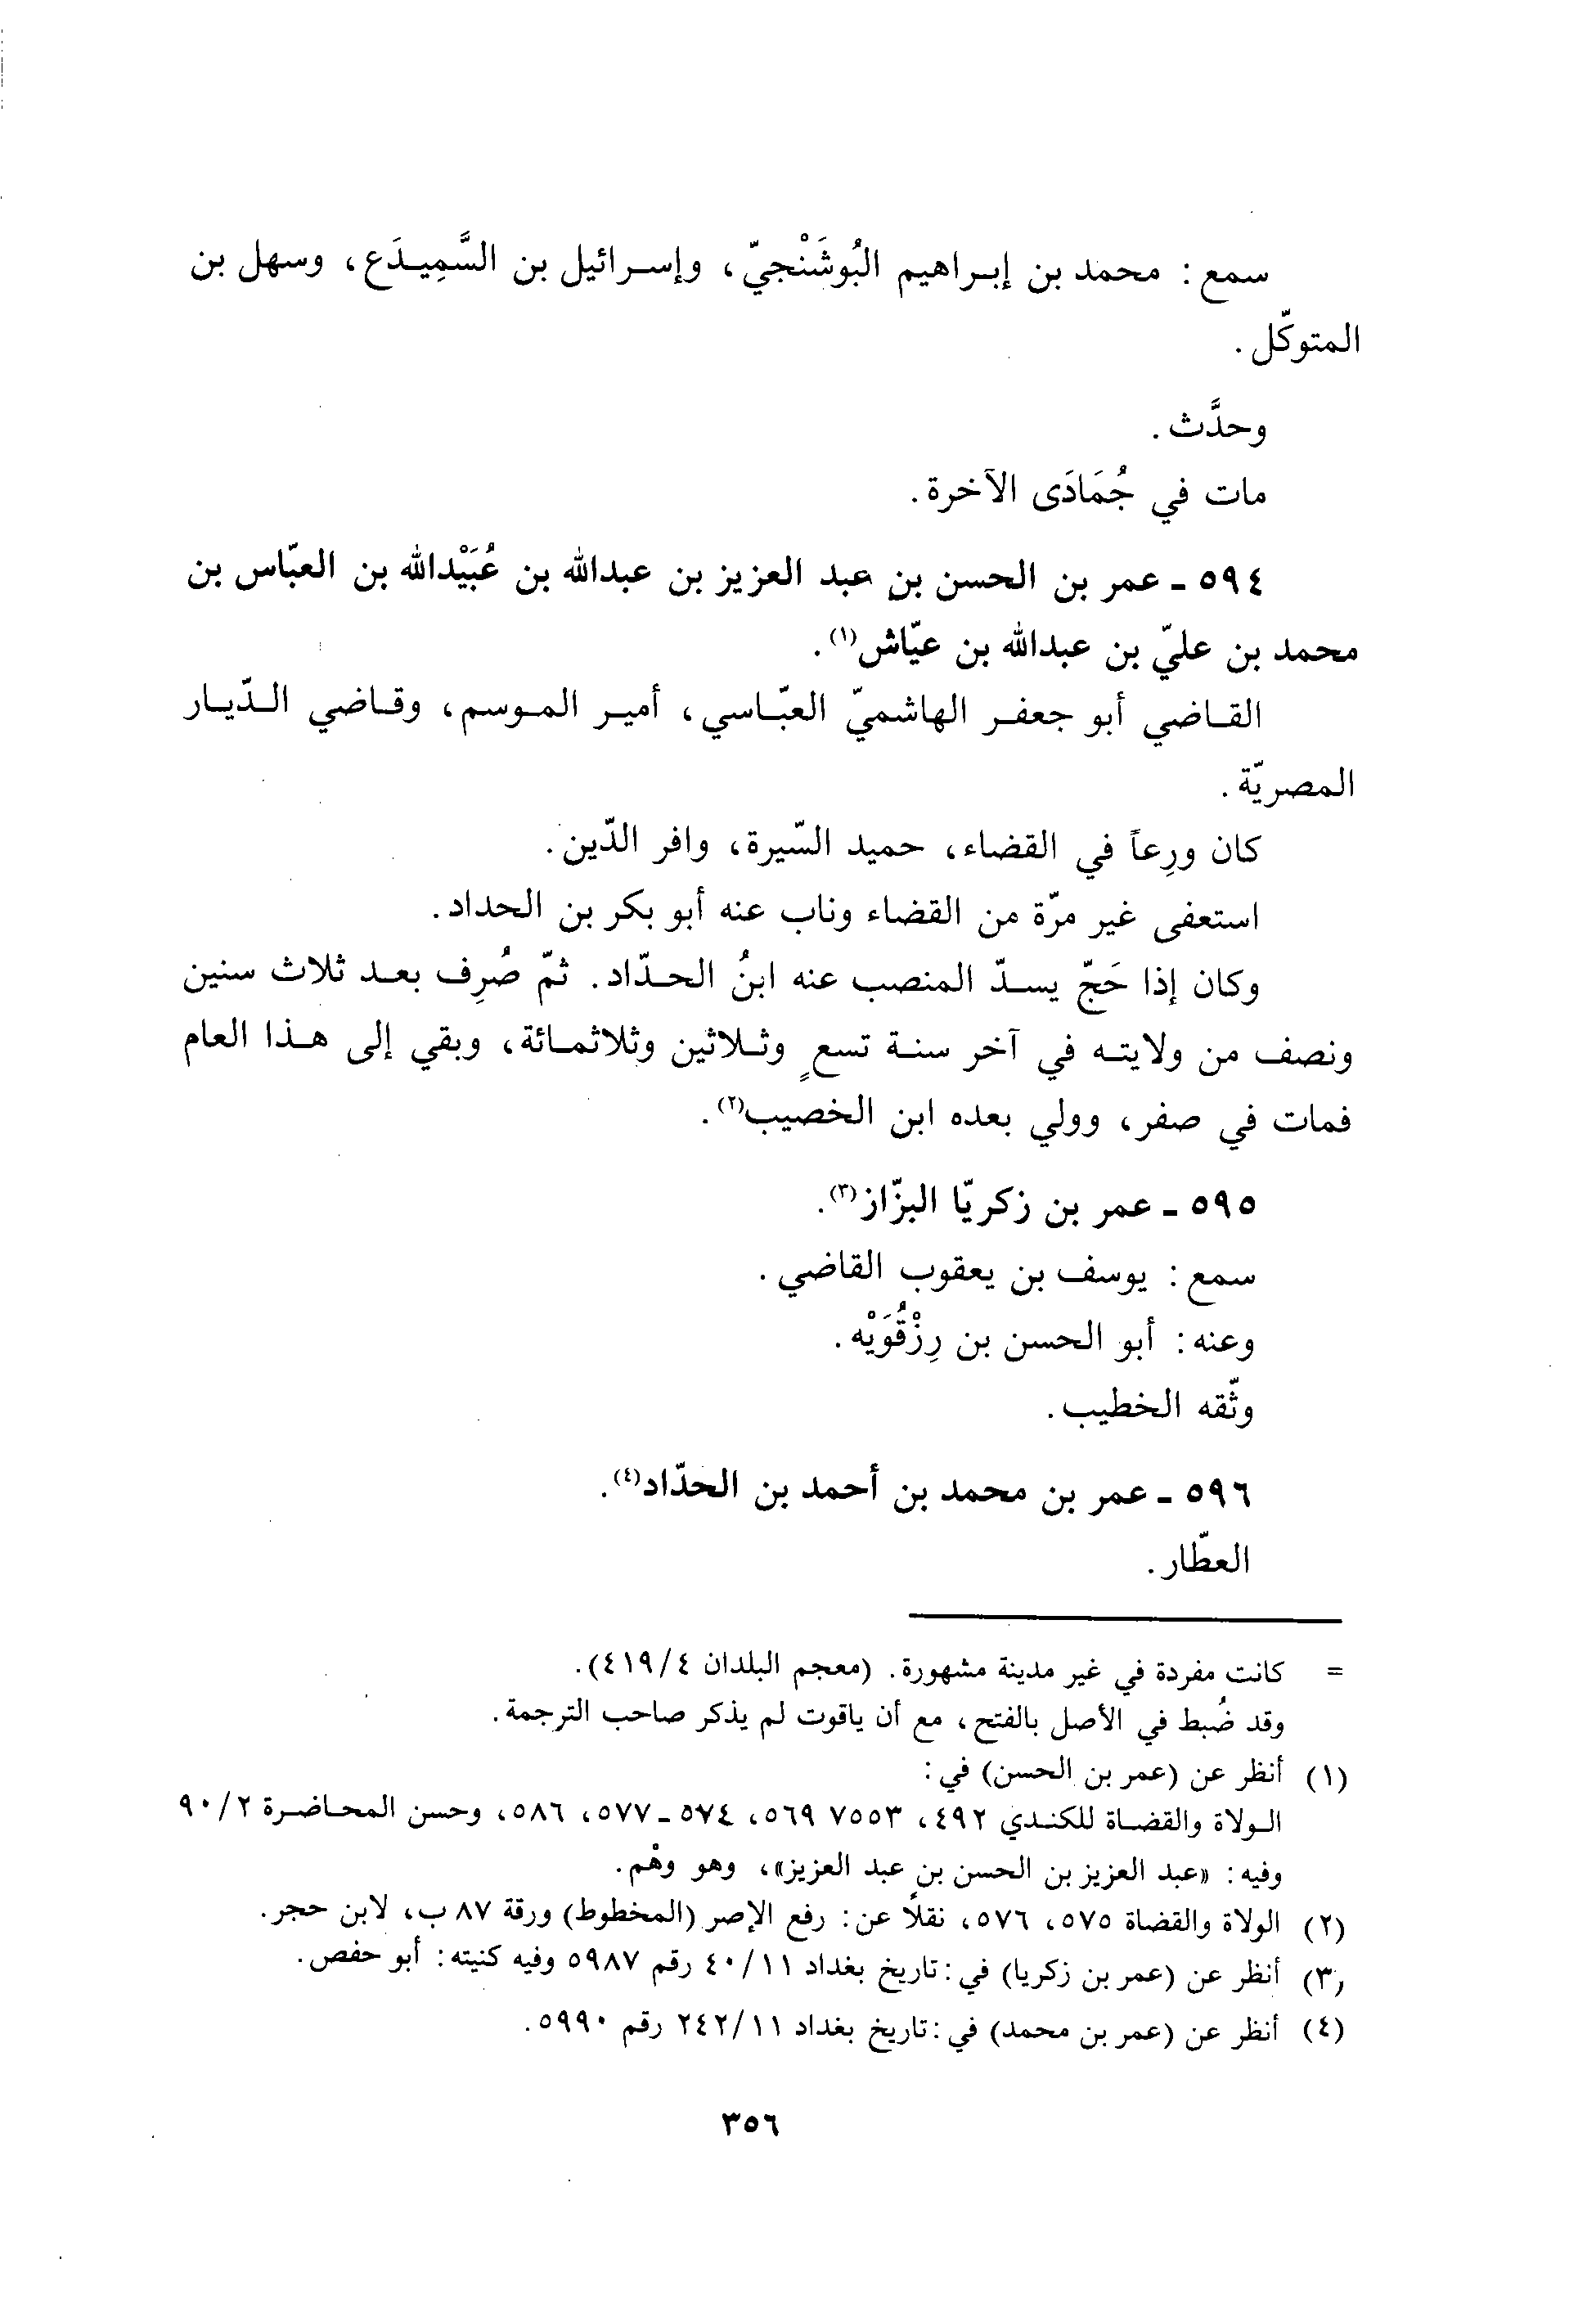 سمع : محمد بن إبراهيم البُوشَنْجيّ، وإسرائيل بن السَّمِيدَع، وسهل بن
المتوكّل .
وحدَّث .
مات في جُمَادَى الآخرة .
٥٩٤ - عمر بن الحسن بن عبد العزيز بن عبدالله بن عُبَيْدالله بن العبّاس بن
محمد بن عليّ بن عبدالله بن عيّاش(١) .
القاضي أبو جعفر الهاشميّ العبّاسي، أمير الموسم، وقاضي الدّيار
المصريّة .
كان ورِعاً في القضاء، حميد السّيرة، وافر الدّين .
استعفى غير مرّة من القضاء وناب عنه أبو بكر بن الحداد .
وكان إذا حَجّ يسدّ المنصب عنه ابنُ الحدّاد . ثمّ صُرِف بعد ثلاث سنين
ونصف من ولايته في آخر سنة تسعٍ وثلاثين وثلاثمائة، وبقي إلى هذا العام
فمات في صفر، وولي بعده ابن الخصيب(٢) .
٥٩٥ - عمر بن زكريّا البزّاز(٣) .
سمع : يوسف بن يعقوب القاضي .
وعنه : أبو الحسن بن رِزْقُوَيْه .
وثّقه الخطيب .
٥٩٦ - عمر بن محمد بن أحمد بن الحدّاد(٤) .
العطّار .
= كانت مفردة في غير مدينة مشهورة . (معجم البلدان ٤/٤١٩) .
وقد ضُبط في الأصل بالفتح، مع أن ياقوت لم يذكر صاحب الترجمة .
(١) أنظر عن (عمر بن الحسن) في :
الولاة والقضاة للكندي ٤٩٢، ٧٥٥٣ ٥٦٩، ٥٧٤ - ٥٧٧، ٥٨٦، وحسن المحاضرة ٢/٩٠
وفيه : «عبد العزيز بن الحسن بن عبد العزيز»، وهو وهْم .
(٢) الولاة والقضاة ٥٧٥، ٥٧٦، نقلاً عن : رفع الإصر (المخطوط) ورقة ٨٧ ب، لابن حجر .
(٣) أنظر عن (عمر بن زكريا) في : تاريخ بغداد ١١/٤٠ رقم ٥٩٨٧ وفيه كنيته : أبو حفص .
(٤) أنظر عن (عمر بن محمد) في : تاريخ بغداد ١١/٢٤٢ رقم ٥٩٩٠ .
٣٥٦